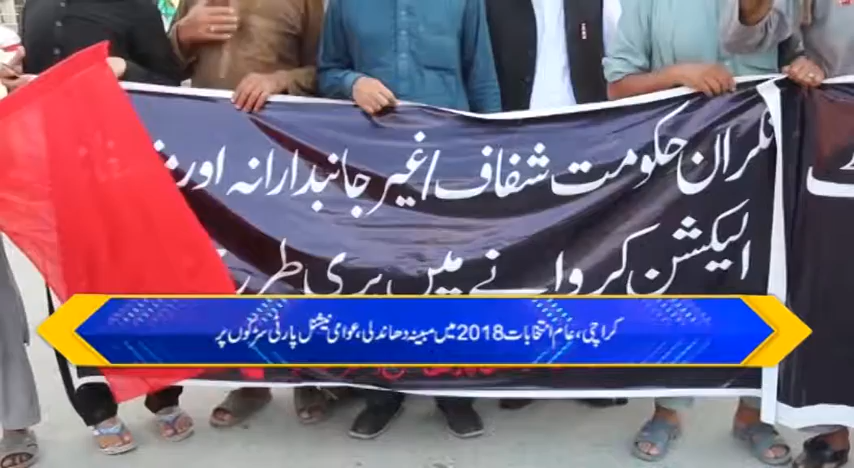 نگران حکومت شفاف/غیر جانبدارانہ اور
الیکشن کروانے میں بری طرح
کراچی، عام انتخابات 2018 میں مبینہ دھاندلی، عوامی نیشنل پارٹی سڑکوں پر